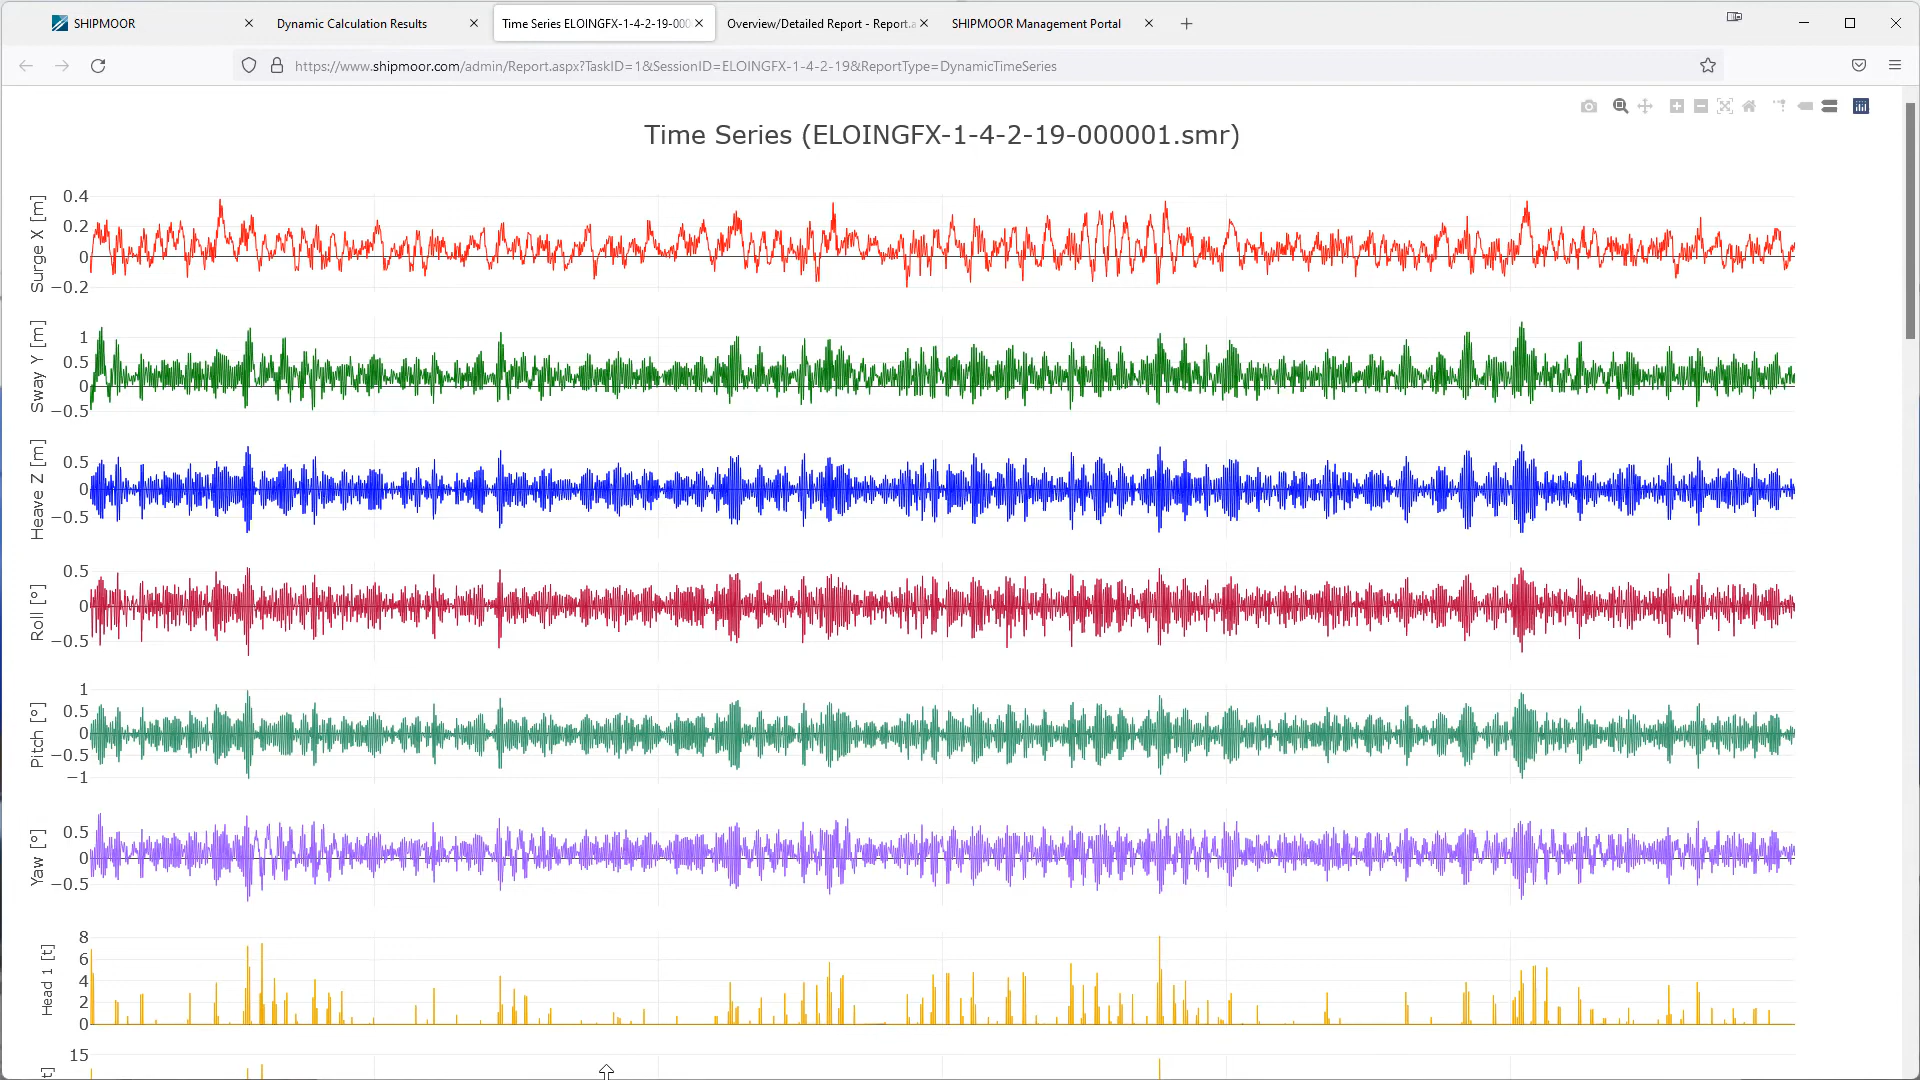 SHIPMOOR
Dynamic Calculation Results
Time Series ELOINGFX-1-4-2-19-000
Overview/Detailed Report - Report.a
SHIPMOOR Management Portal
https://www.shipmoor.com/admin/Report.aspx?TaskID=1&SessionID=ELOINGFX-1-4-2-19&ReportType=DynamicTimeSeries
Time Series (ELOINGFX-1-4-2-19-000001.smr)
Surge X [m]
0.4
0.2
0
−0.2
Sway Y [m]
1
0.5
0
−0.5
Heave Z [m]
0.5
0
−0.5
Roll [°]
0.5
0
−0.5
Pitch [°]
1
0.5
0
−0.5
−1
Yaw [°]
0.5
0
−0.5
Head 1 [t]
8
6
4
2
0
15
t]